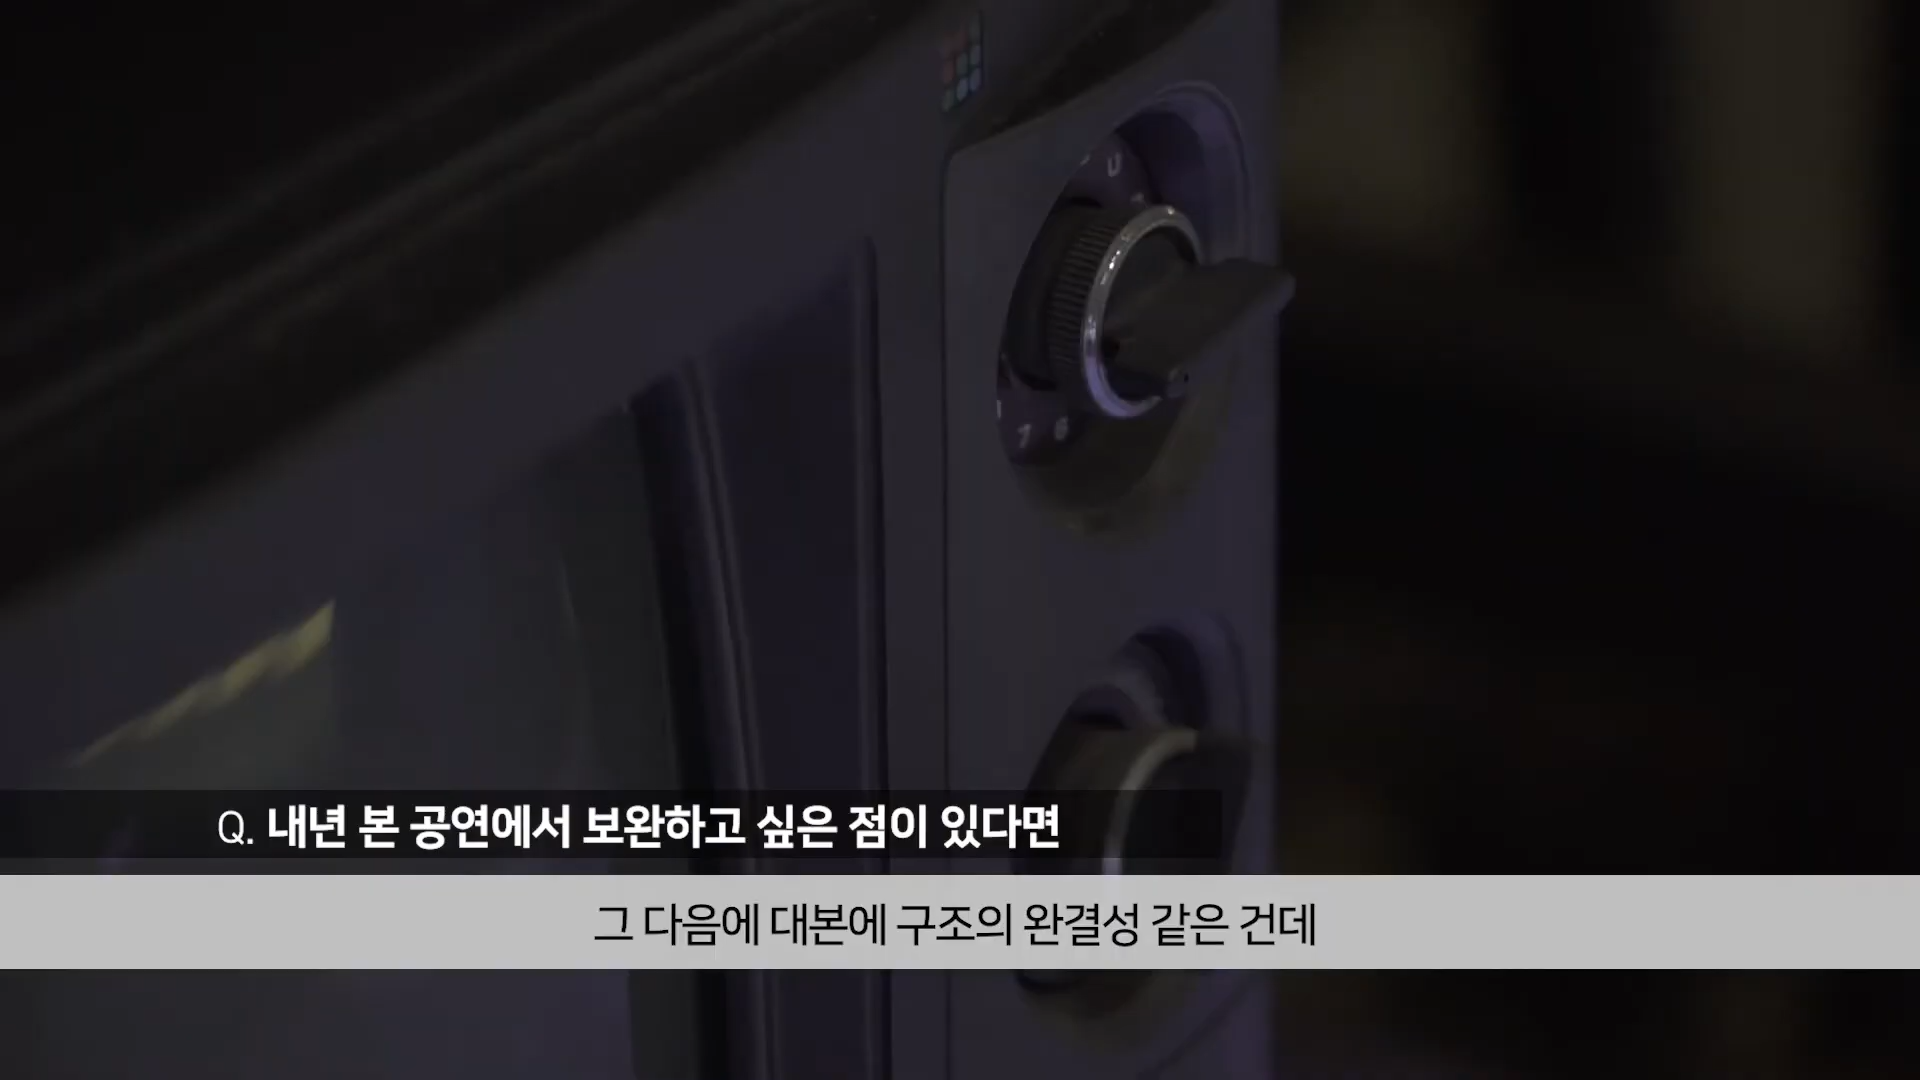 Q. 내년 본 공연에서 보완하고 싶은 점이 있다면
그 다음에 대본에 구조의 완결성 같은 건데